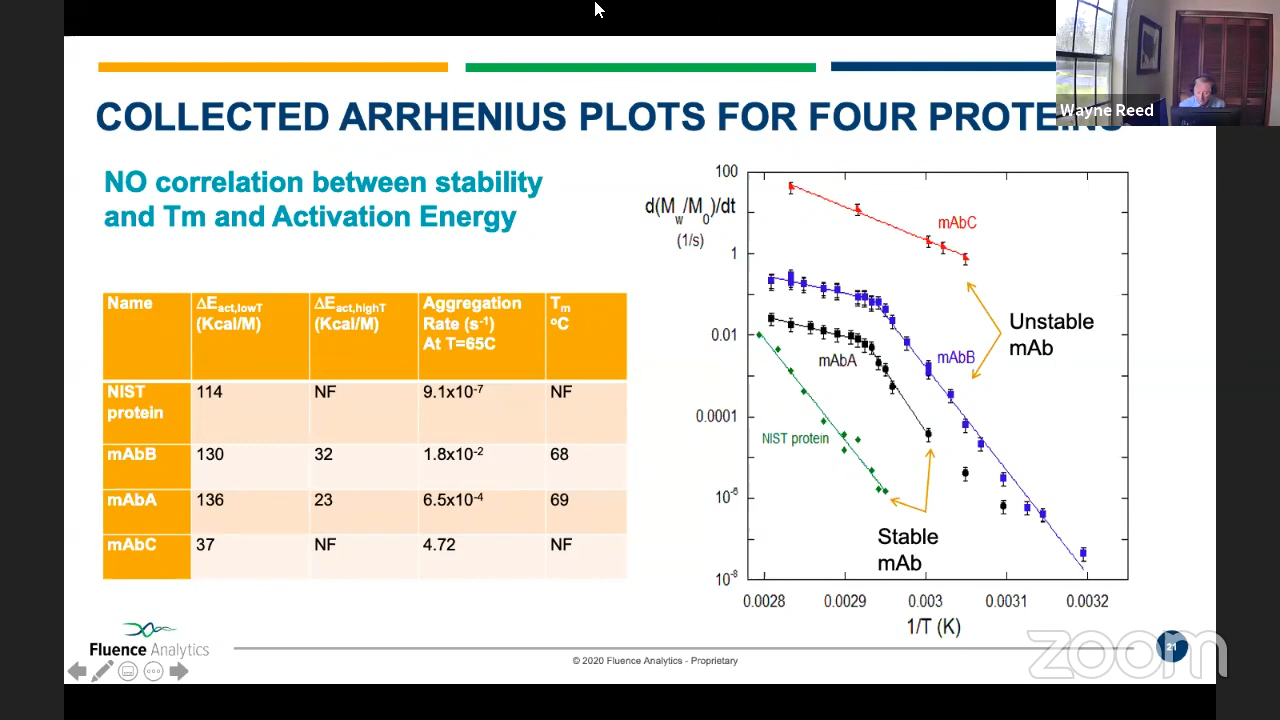 Wayne Reed
COLLECTED ARRHENIUS PLOTS FOR FOUR PROTEINS
NO correlation between stability
and Tm and Activation Energy
Name
ΔEact,lowT
(Kcal/M)
ΔEact,highT
(Kcal/M)
Aggregation
Rate (s-1)
At T=65C
Tm
oC
NIST
protein
114
NF
9.1x10-7
NF
mAbB
130
32
1.8x10-2
68
mAbA
136
23
6.5x10-4
69
mAbC
37
NF
4.72
NF
d(Mw/M0)/dt
(1/s)
100
1
0.01
0.0001
10-6
10-8
mAbC
mAbB
mAbA
NIST protein
Unstable
mAb
Stable
mAb
0.0028
0.0029
0.003
0.0031
0.0032
1/T (K)
Fluence Analytics
© 2020 Fluence Analytics - Proprietary
zoom
21